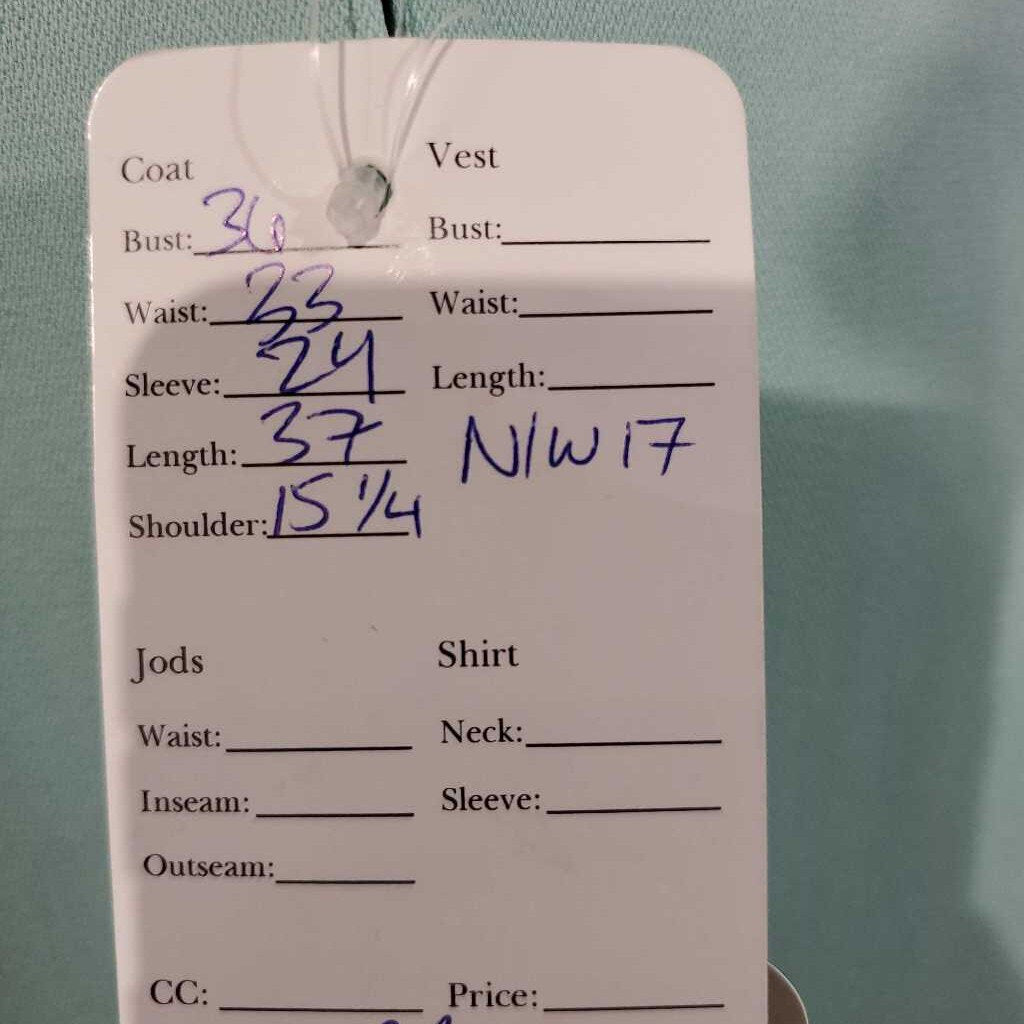 Coat Vest
Bust: 36 Bust:
Waist: 33 Waist:
Sleeve: 24 Length:
Length: 37 N/W 17
Shoulder: 15 1/4
Jods Shirt
Waist: Neck:
Inseam: Sleeve:
Outseam:
CC: Price: